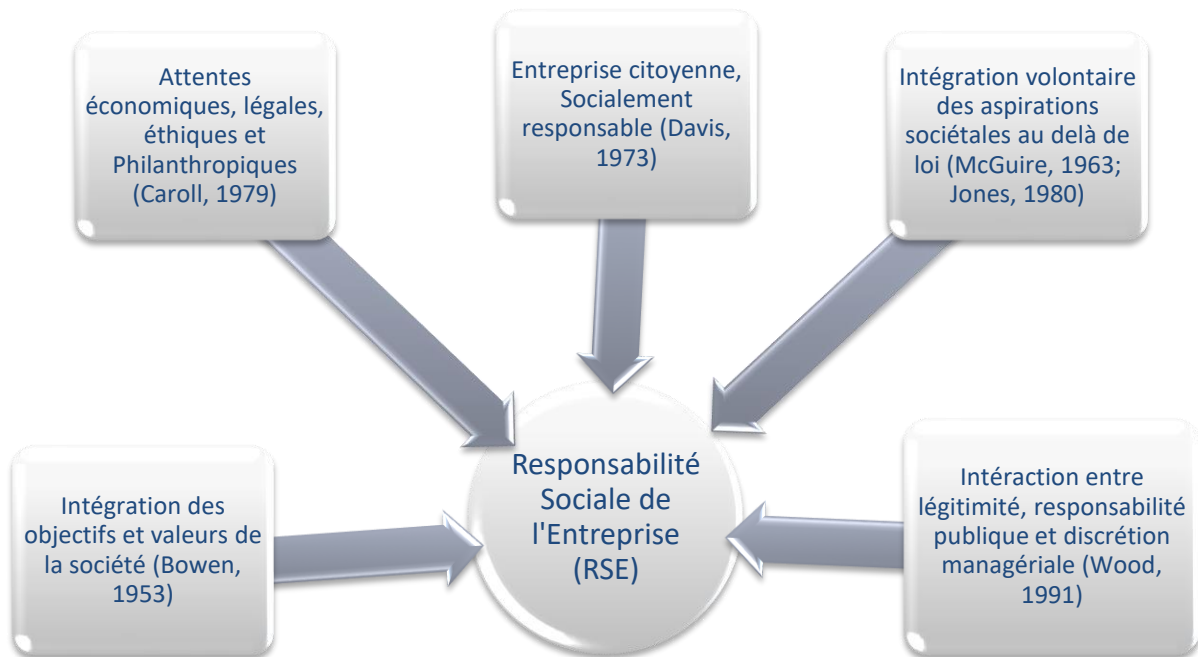 Attentes
économiques, légales,
éthiques et
Philanthropiques
(Caroll, 1979)
Entreprise citoyenne,
Socialement
responsable (Davis,
1973)
Intégration volontaire
des aspirations
sociétales au delà de
loi (McGuire, 1963;
Jones, 1980)
Intégration des
objectifs et valeurs de
la société (Bowen,
1953)
Responsabilité
Sociale de
l'Entreprise
(RSE)
Intéraction entre
légitimité, responsabilité
publique et discrétion
managériale (Wood,
1991)